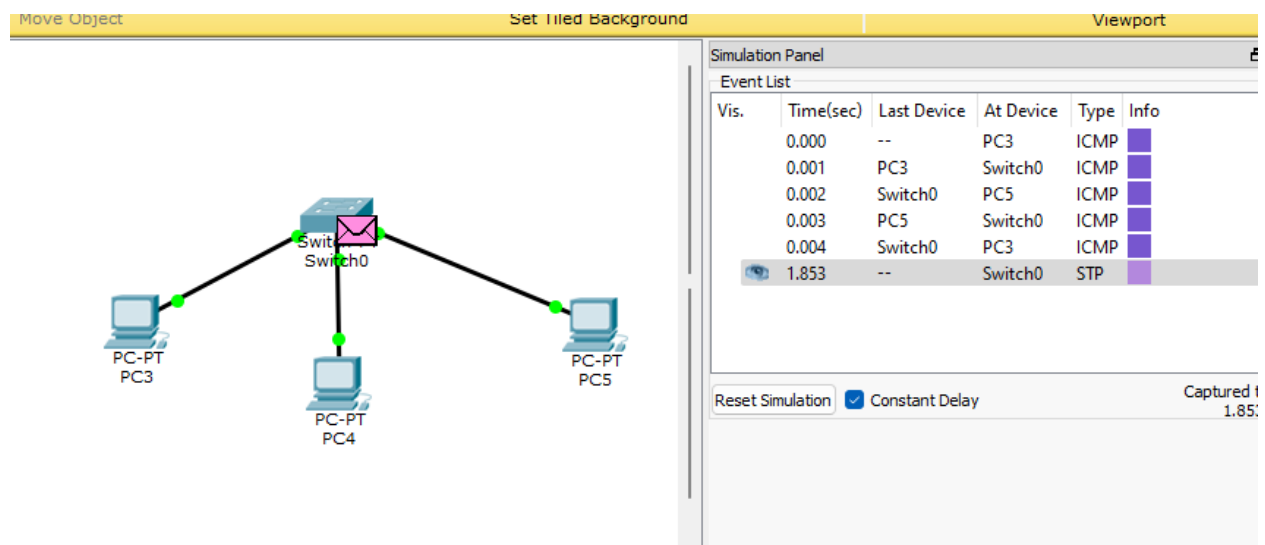 Move Object Set Tiled Background Viewport
Simulation Panel
Event List
Vis. Time(sec) Last Device At Device Type Info
0.000 -- PC3 ICMP
0.001 PC3 Switch0 ICMP
0.002 Switch0 PC5 ICMP
0.003 PC5 Switch0 ICMP
0.004 Switch0 PC3 ICMP
1.853 -- Switch0 STP
Reset Simulation Constant Delay Captured
Switch0
PC-PT
PC3
PC-PT
PC4
PC-PT
PC5